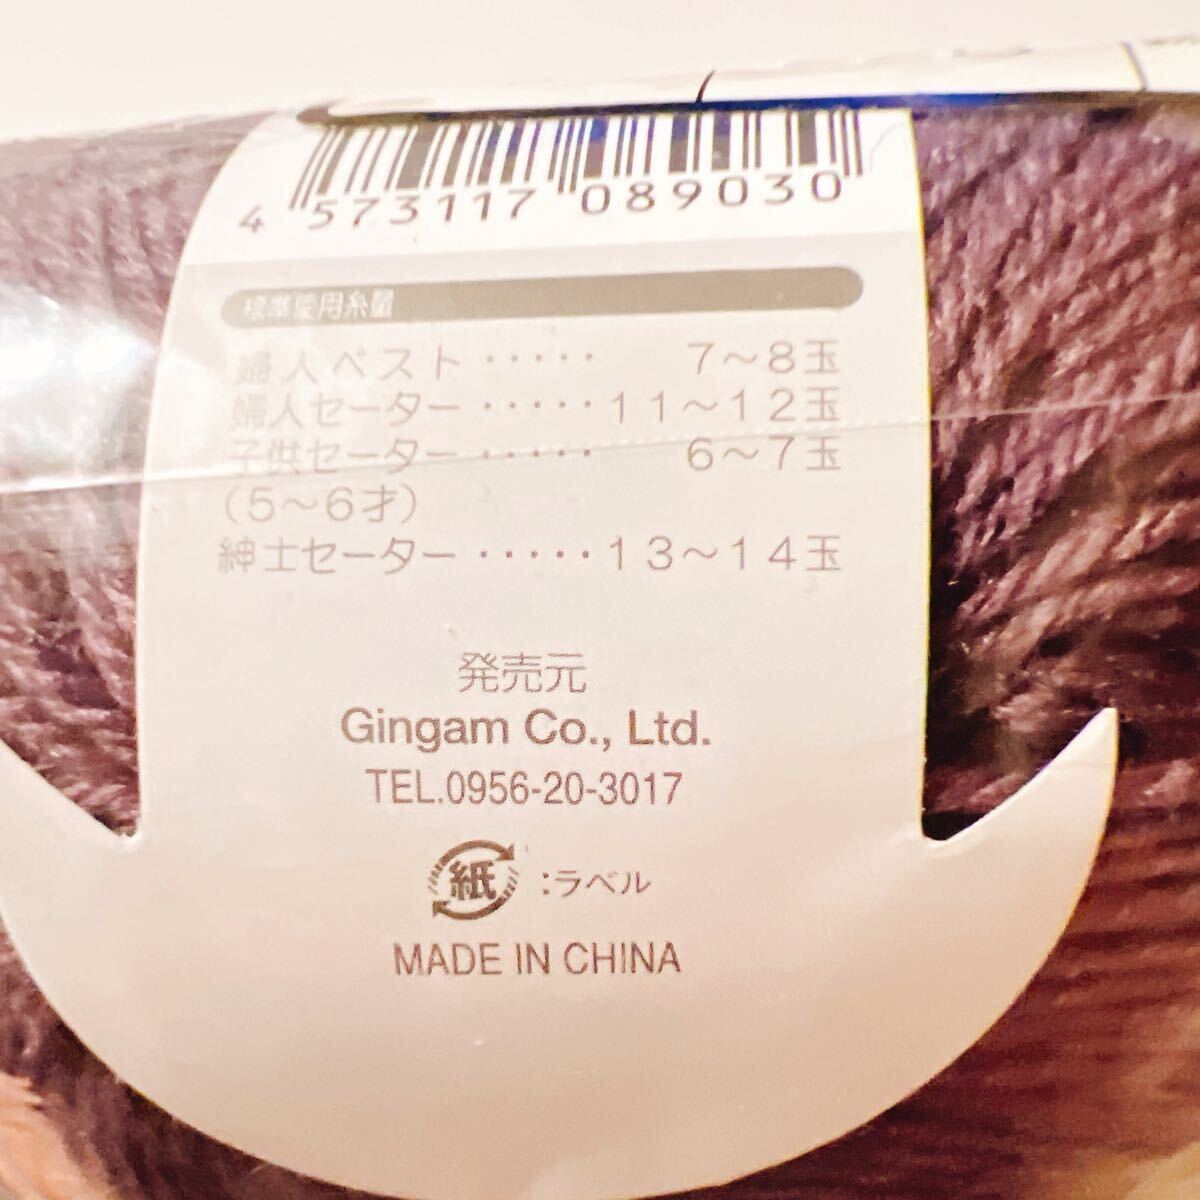 4 573117 089030
標準使用糸量
婦人ベスト ····· 7～8玉
婦人セーター ····· 11～12玉
子供セーター ····· 6～7玉
(5～6才)
紳士セーター ····· 13～14玉
発売元
Gingam Co., Ltd.
TEL.0956-20-3017
紙 :ラベル
MADE IN CHINA